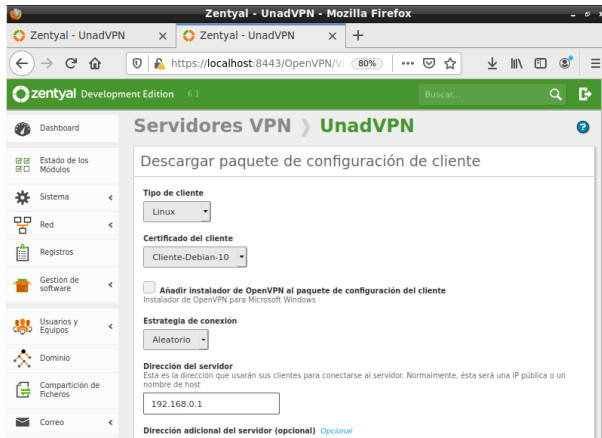 Zentyal - UnadVPN - Mozilla Firefox
Zentyal - UnadVPN
Zentyal - UnadVPN
https://localhost:8443/OpenVPN/Vi
80%
zentyal Development Edition 6.1
Buscar...
Dashboard
Estado de los
Módulos
Sistema
Red
Registros
Gestión de
software
Usuarios y
Equipos
Dominio
Compartición de
Ficheros
Correo
Servidores VPN ⟩ UnadVPN
Descargar paquete de configuración de cliente
Tipo de cliente
Linux
Certificado del cliente
Cliente-Debian-10
Añadir instalador de OpenVPN al paquete de configuración del cliente
Instalador de OpenVPN para Microsoft Windows
Estrategia de conexión
Aleatorio
Dirección del servidor
Esta es la dirección que usarán sus clientes para conectarse al servidor. Normalmente, ésta será una IP pública o un
nombre de host
192.168.0.1
Dirección adicional del servidor (opcional) Opcional